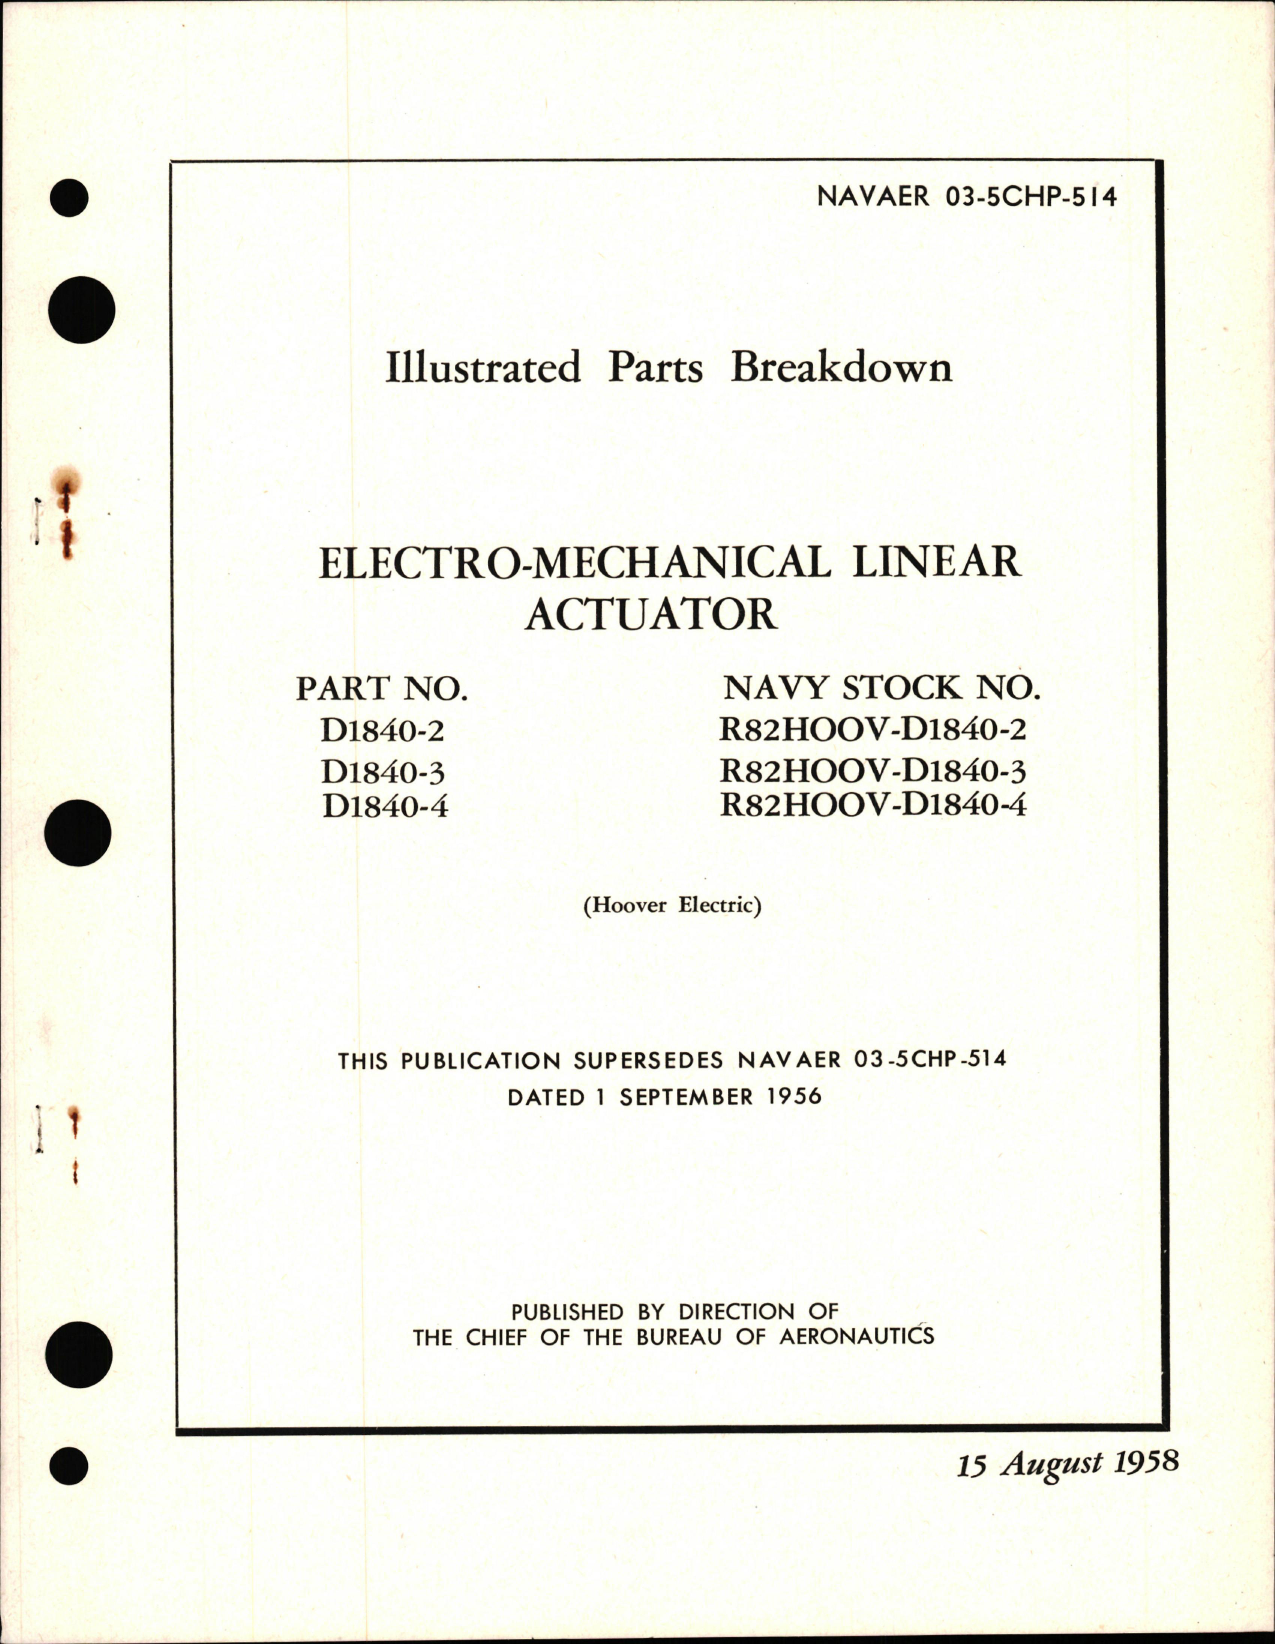 NAVAER 03-5CHP-514
Illustrated Parts Breakdown
ELECTRO-MECHANICAL LINEAR
ACTUATOR
PART NO. NAVY STOCK NO.
D1840-2 R82HOOV-D1840-2
D1840-3 R82HOOV-D1840-3
D1840-4 R82HOOV-D1840-4
(Hoover Electric)
THIS PUBLICATION SUPERSEDES NAVAER 03-5CHP-514
DATED 1 SEPTEMBER 1956
PUBLISHED BY DIRECTION OF
THE CHIEF OF THE BUREAU OF AERONAUTICS
15 August 1958